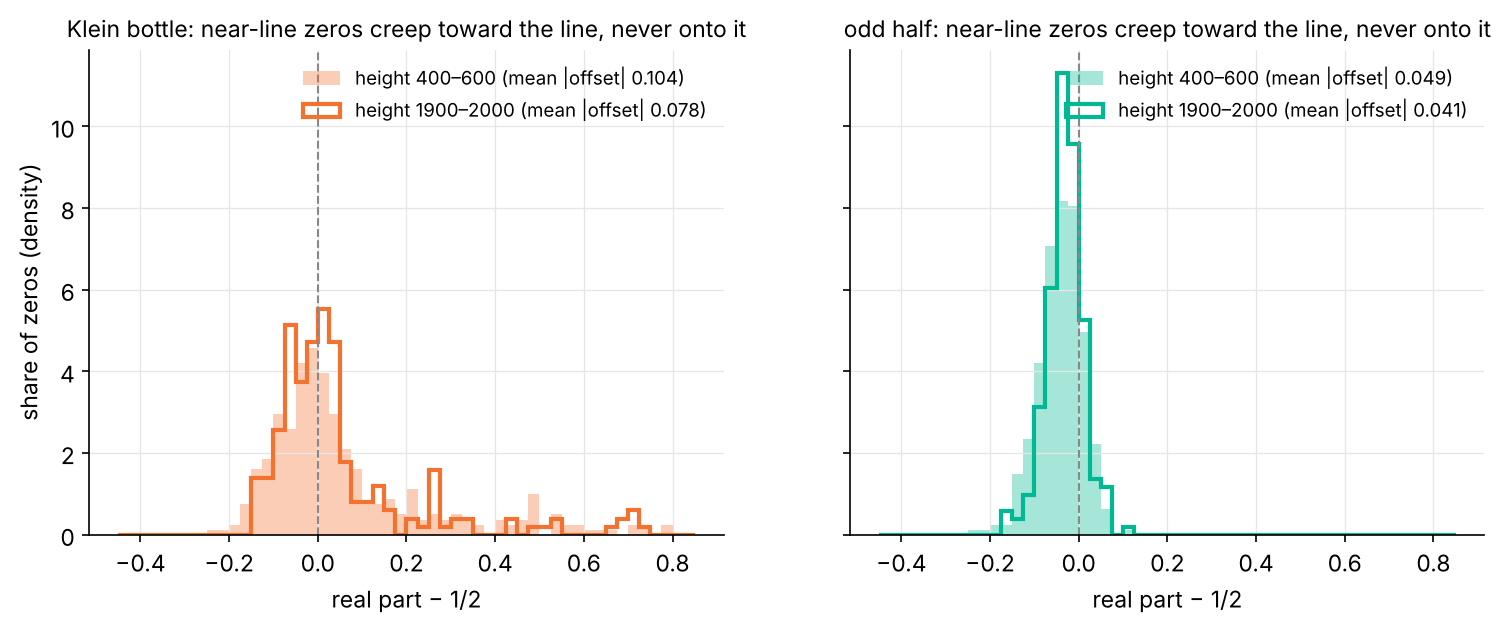 Klein bottle: near-line zeros creep toward the line, never onto it
height 400–600 (mean |offset| 0.104)
height 1900–2000 (mean |offset| 0.078)
share of zeros (density)
10
8
6
4
2
0
−0.4 −0.2 0.0 0.2 0.4 0.6 0.8
real part − 1/2
odd half: near-line zeros creep toward the line, never onto it
height 400–600 (mean |offset| 0.049)
height 1900–2000 (mean |offset| 0.041)
−0.4 −0.2 0.0 0.2 0.4 0.6 0.8
real part − 1/2